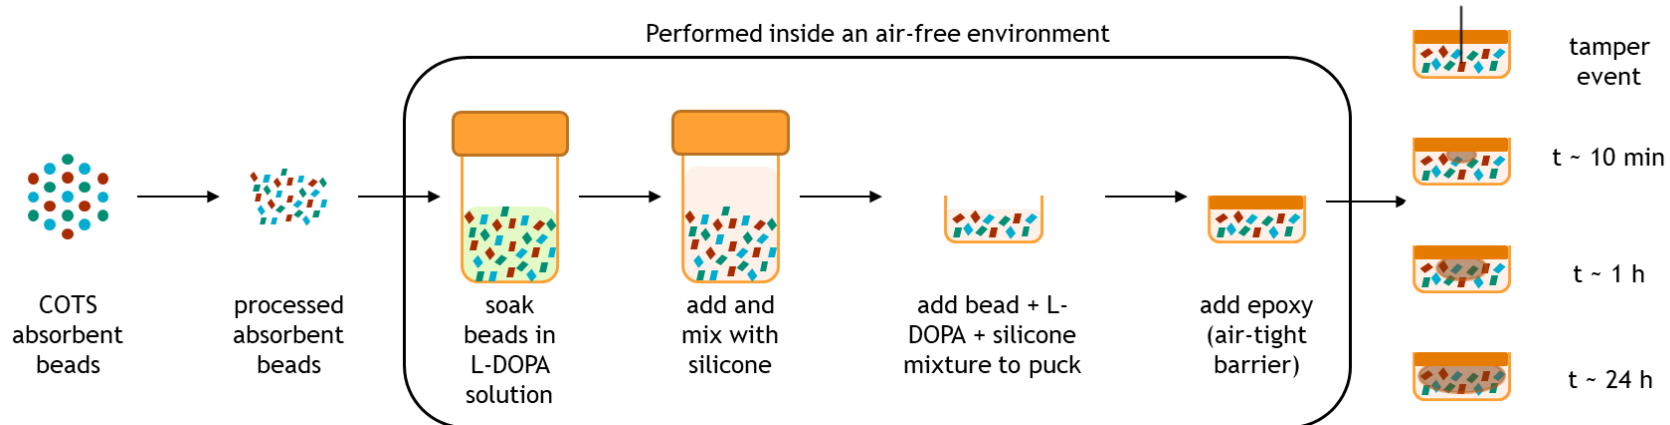 Performed inside an air-free environment
COTS
absorbent
beads
processed
absorbent
beads
soak
beads in
L-DOPA
solution
add and
mix with
silicone
add bead + L-
DOPA + silicone
mixture to puck
add epoxy
(air-tight
barrier)
tamper
event
t ~ 10 min
t ~ 1 h
t ~ 24 h